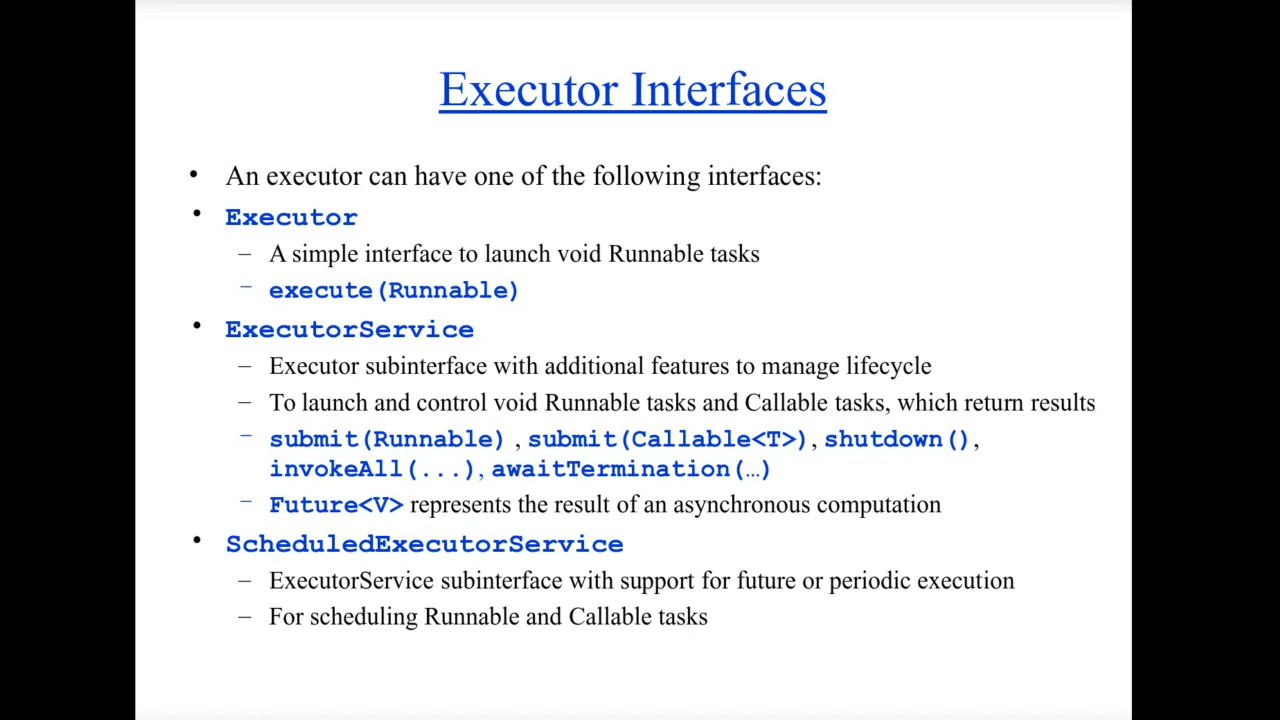 Executor Interfaces
• An executor can have one of the following interfaces:
• Executor
– A simple interface to launch void Runnable tasks
– execute(Runnable)
• ExecutorService
– Executor subinterface with additional features to manage lifecycle
– To launch and control void Runnable tasks and Callable tasks, which return results
– submit(Runnable) , submit(Callable<T>), shutdown(),
invokeAll(...), awaitTermination(…)
– Future<V> represents the result of an asynchronous computation
• ScheduledExecutorService
– ExecutorService subinterface with support for future or periodic execution
– For scheduling Runnable and Callable tasks